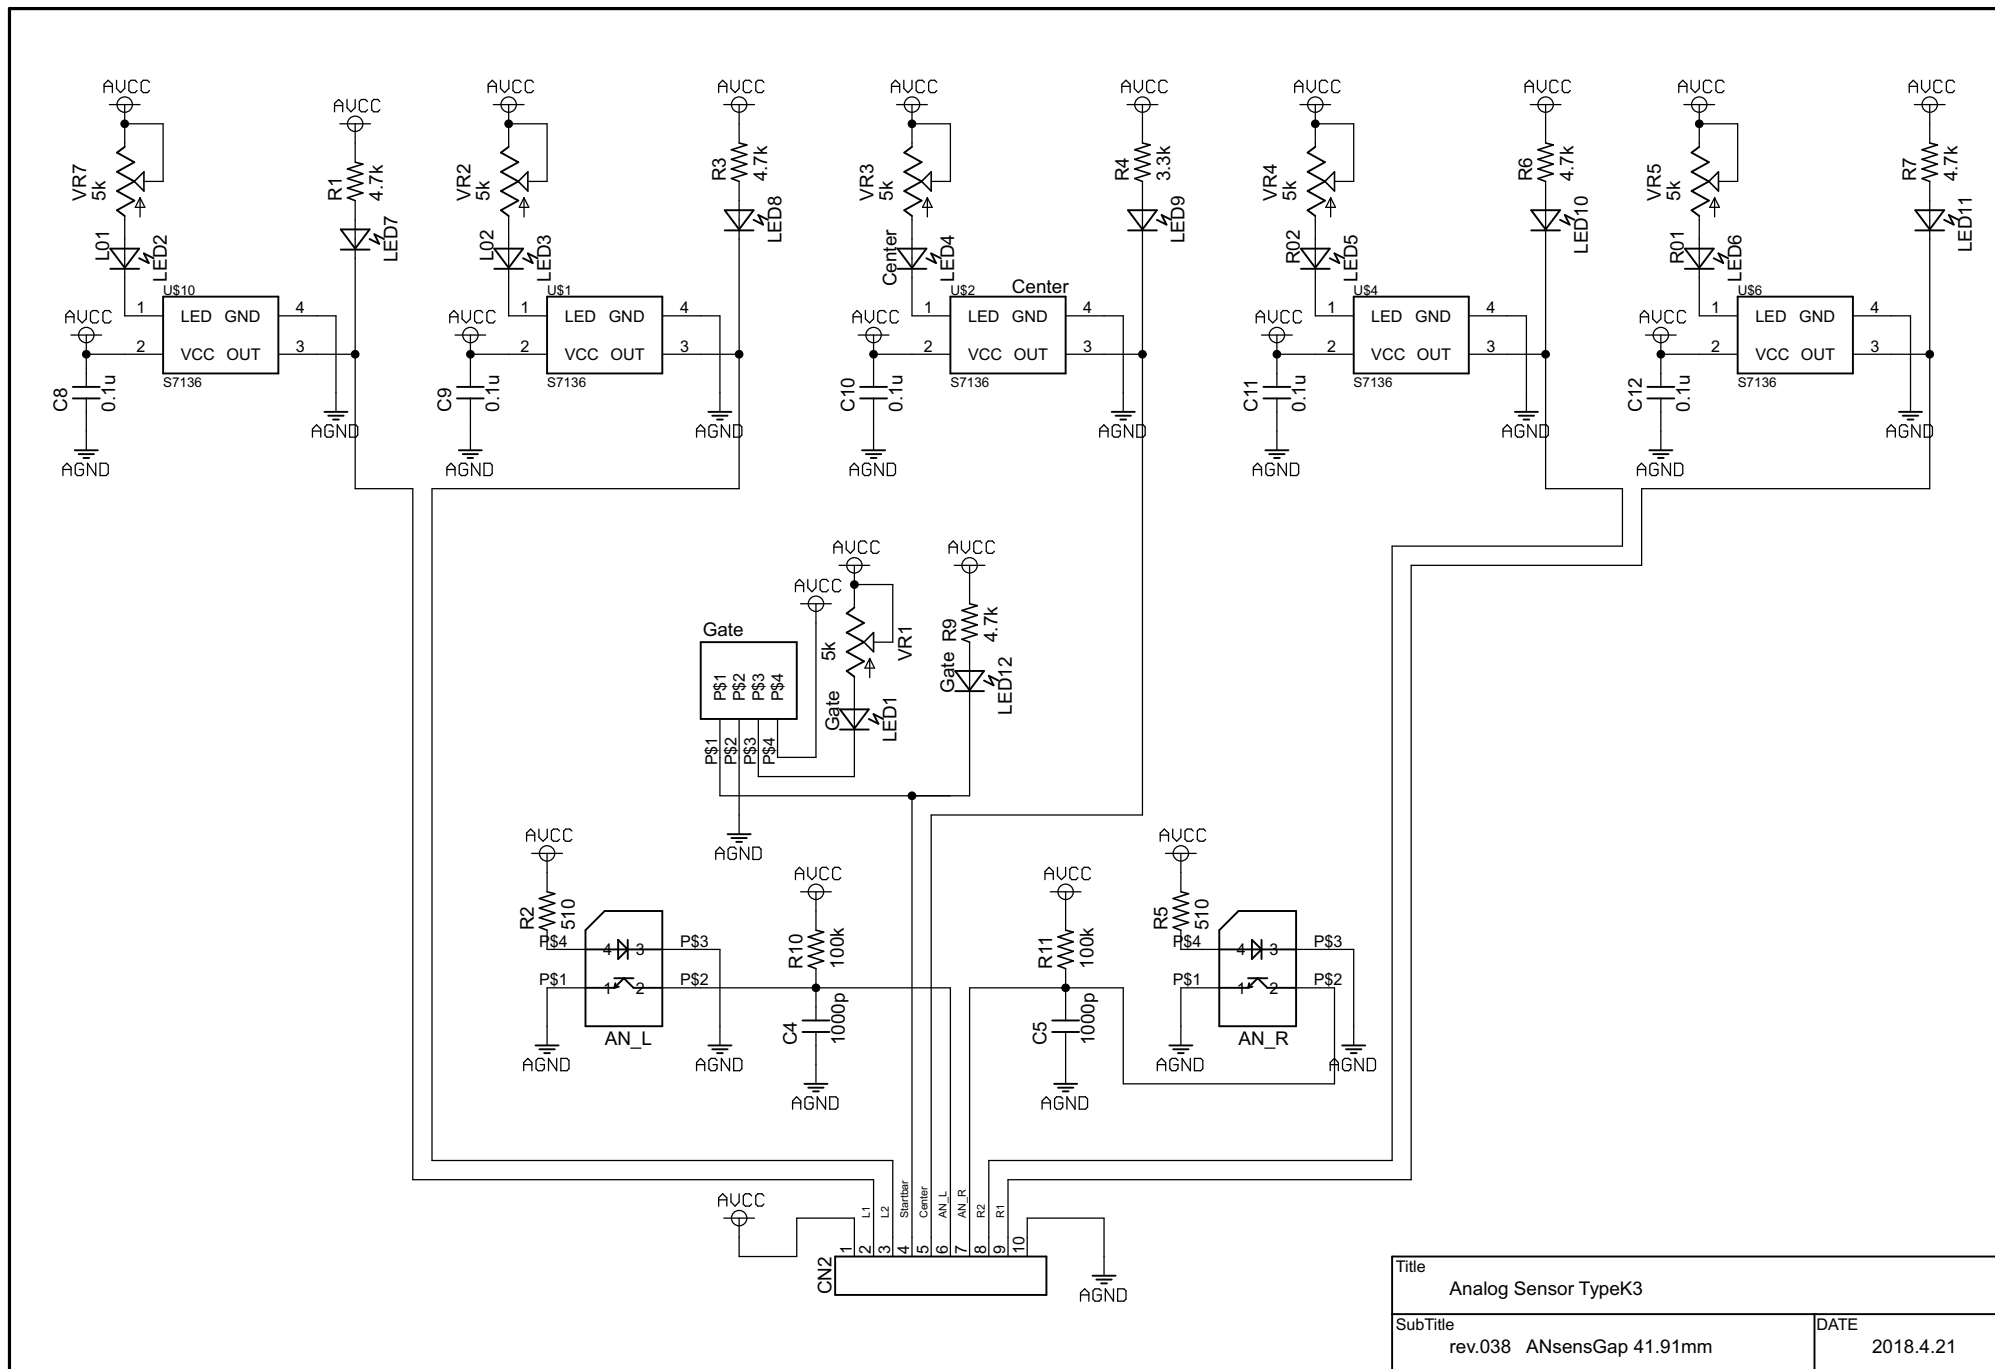 AVCC
AVCC
AVCC
AVCC
AVCC
AVCC
AVCC
AVCC
AVCC
AVCC
VR7
5k
R1
4.7k
VR2
5k
R3
4.7k
VR3
5k
R4
3.3k
VR4
5k
R6
4.7k
VR5
5k
R7
4.7k
L01
LED2
LED7
L02
LED3
LED8
Center
LED4
LED9
R02
LED5
LED10
R01
LED6
LED11
U$10
U$1
U$2
Center
U$4
U$6
1 LED GND 4
1 LED GND 4
1 LED GND 4
1 LED GND 4
1 LED GND 4
AVCC
AVCC
AVCC
AVCC
AVCC
2 VCC OUT 3
2 VCC OUT 3
2 VCC OUT 3
2 VCC OUT 3
2 VCC OUT 3
S7136
S7136
S7136
S7136
S7136
C8
0.1u
C9
0.1u
C10
0.1u
C11
0.1u
C12
0.1u
AGND
AGND
AGND
AGND
AGND
AGND
AGND
AGND
AGND
AGND
AVCC
AVCC
AVCC
Gate
5k
VR1
R9
4.7k
P$1
P$2
P$3
P$4
Gate
LED1
Gate
LED12
P$1
P$2
P$3
P$4
AGND
AVCC
AVCC
AVCC
AVCC
R2
510
R10
100k
R11
100k
R5
510
P$4
4 3
P$3
P$4
4 3
P$3
P$1
1 2
P$2
P$1
1 2
P$2
C4
1000p
C5
1000p
AN_L
AN_R
AGND
AGND
AGND
AGND
AGND
AGND
AVCC
L1
L2
Startbar
Center
AN_L
AN_R
R2
R1
1
2
3
4
5
6
7
8
9
10
CN2
AGND
Title
Analog Sensor TypeK3
SubTitle
rev.038 ANsensGap 41.91mm
DATE
2018.4.21